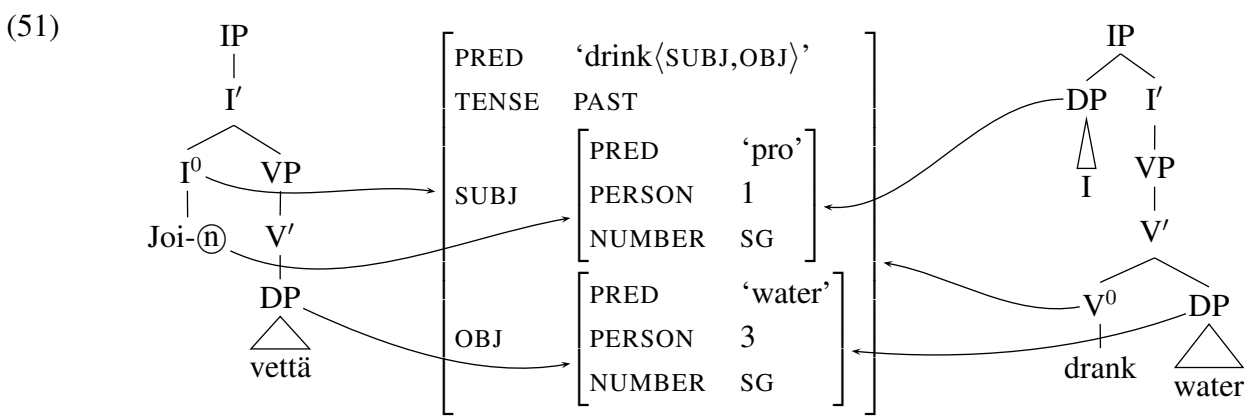 (51)
IP
I′
I⁰ VP
Joi-ⓝ V′
DP
vettä
PRED ‘drink⟨SUBJ,OBJ⟩’
TENSE PAST
SUBJ
PRED ‘pro’
PERSON 1
NUMBER SG
OBJ
PRED ‘water’
PERSON 3
NUMBER SG
IP
DP I′
I VP
V′
V⁰ DP
drank water